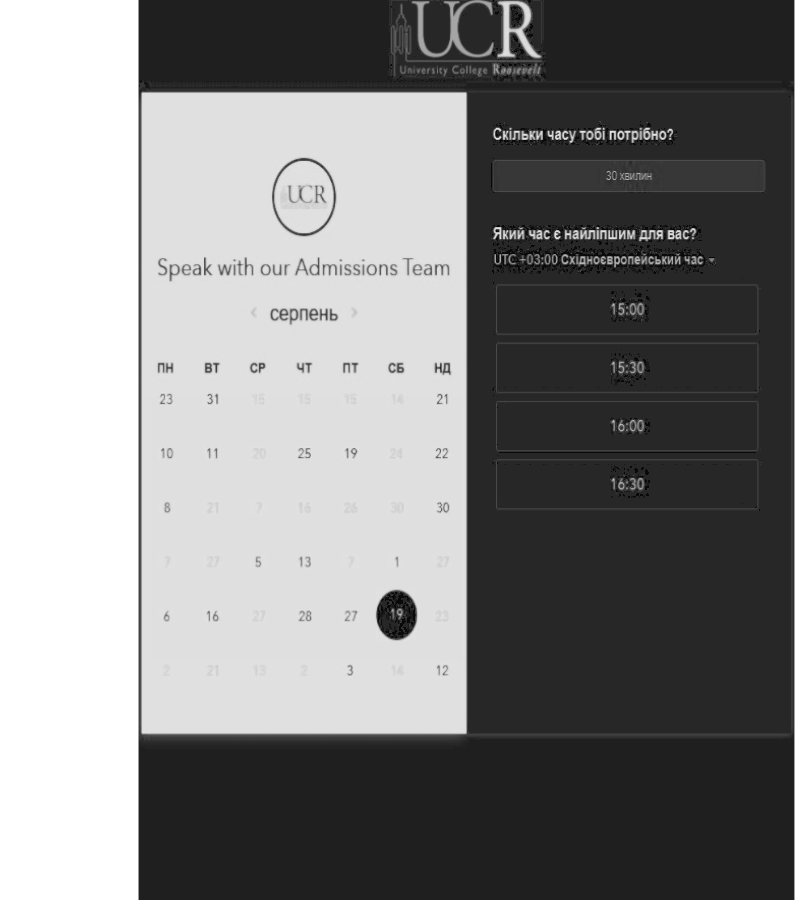 UCR
University College Roosevelt
UCR
Speak with our Admissions Team
‹ серпень ›
ПН ВТ СР ЧТ ПТ СБ НД
23 31 15 15 15 14 21
10 11 20 25 19 24 22
8 21 7 16 26 30 30
7 27 5 13 7 1 27
6 16 27 28 27 19 23
2 21 13 2 3 14 12
Скільки часу тобі потрібно?
30 хвилин
Який час є найліпшим для вас?
UTC +03:00 Східноєвропейський час
15:00
15:30
16:00
16:30